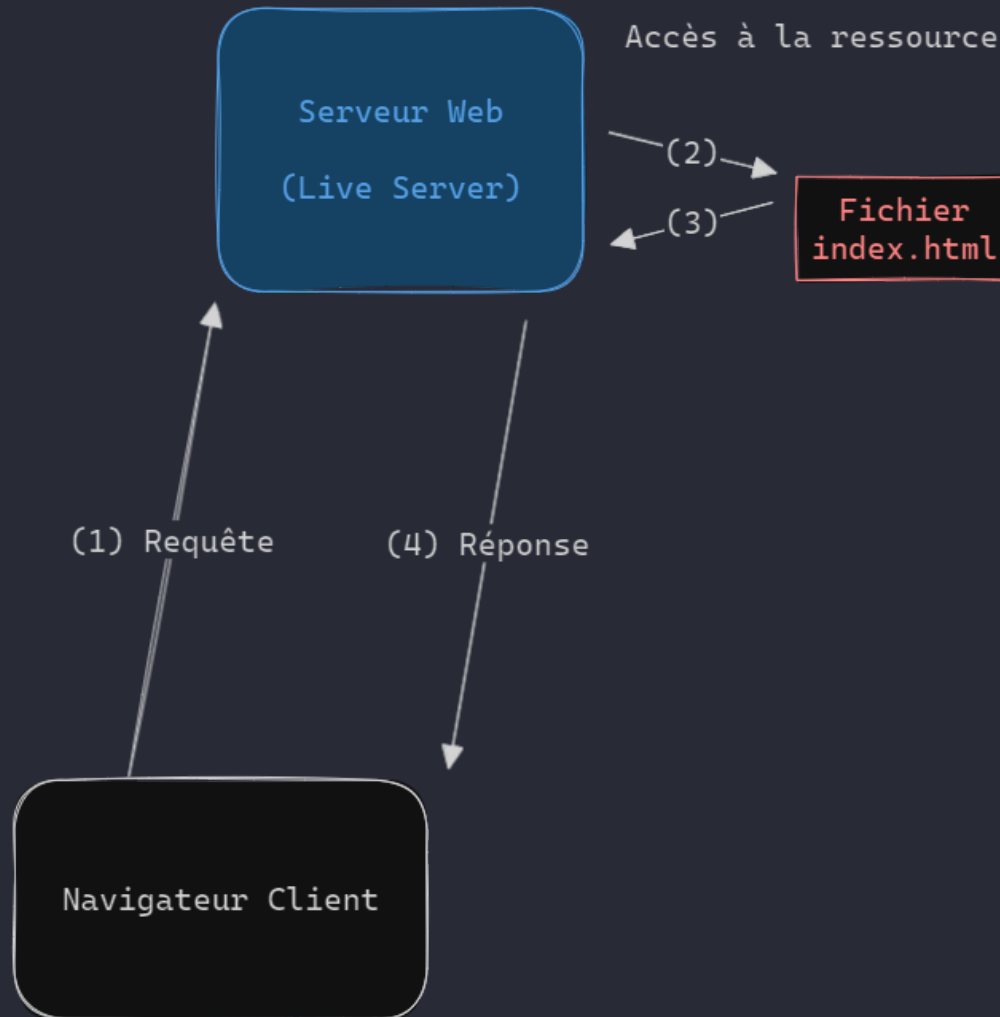 Accès à la ressource
Serveur Web
(Live Server)
(2)
(3)
Fichier
index.html
(1) Requête
(4) Réponse
Navigateur Client